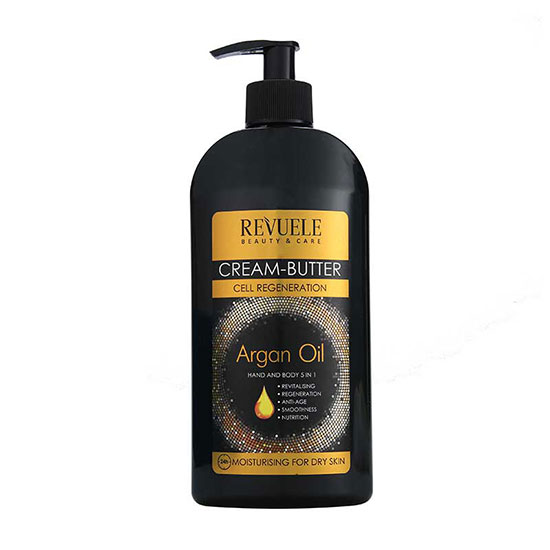 REVUELE
BEAUTY & CARE
CREAM-BUTTER
CELL REGENERATION
Argan Oil
HAND AND BODY 5 IN 1
• REVITALISING
• REGENERATION
• ANTI-AGE
• SMOOTHNESS
• NUTRITION
24h MOISTURISING FOR DRY SKIN